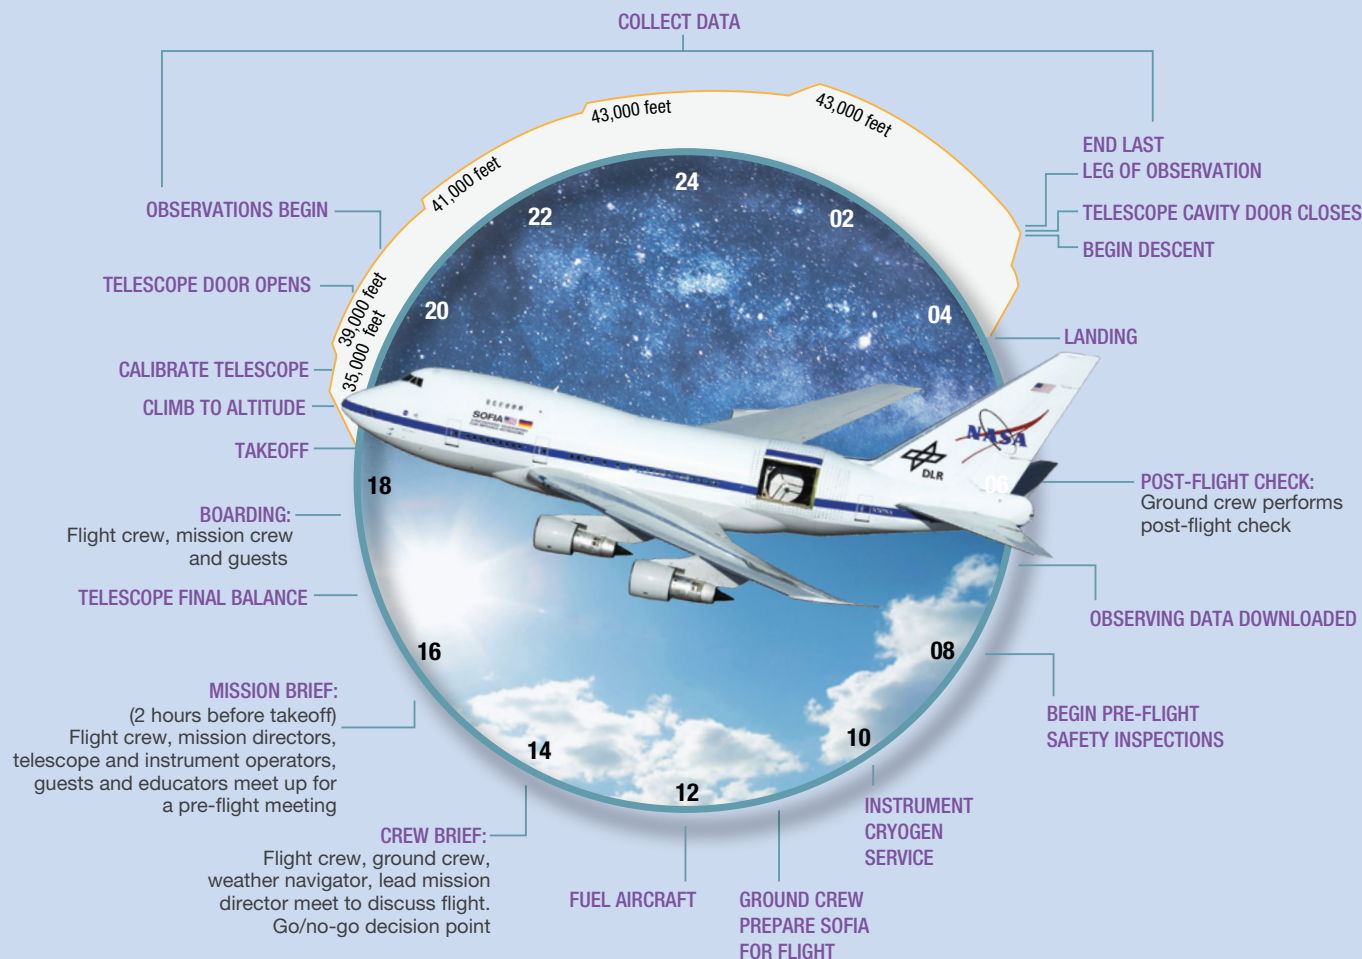 COLLECT DATA
43,000 feet
43,000 feet
41,000 feet
39,000 feet
35,000 feet
OBSERVATIONS BEGIN
TELESCOPE DOOR OPENS
CALIBRATE TELESCOPE
CLIMB TO ALTITUDE
TAKEOFF
BOARDING:
Flight crew, mission crew
and guests
TELESCOPE FINAL BALANCE
MISSION BRIEF:
(2 hours before takeoff)
Flight crew, mission directors,
telescope and instrument operators,
guests and educators meet up for
a pre-flight meeting
CREW BRIEF:
Flight crew, ground crew,
weather navigator, lead mission
director meet to discuss flight.
Go/no-go decision point
FUEL AIRCRAFT
GROUND CREW
PREPARE SOFIA
FOR FLIGHT
INSTRUMENT
CRYOGEN
SERVICE
BEGIN PRE-FLIGHT
SAFETY INSPECTIONS
OBSERVING DATA DOWNLOADED
POST-FLIGHT CHECK:
Ground crew performs
post-flight check
LANDING
BEGIN DESCENT
TELESCOPE CAVITY DOOR CLOSES
END LAST
LEG OF OBSERVATION
24
02
04
06
08
10
12
14
16
18
20
22
SOFIA
NASA
DLR